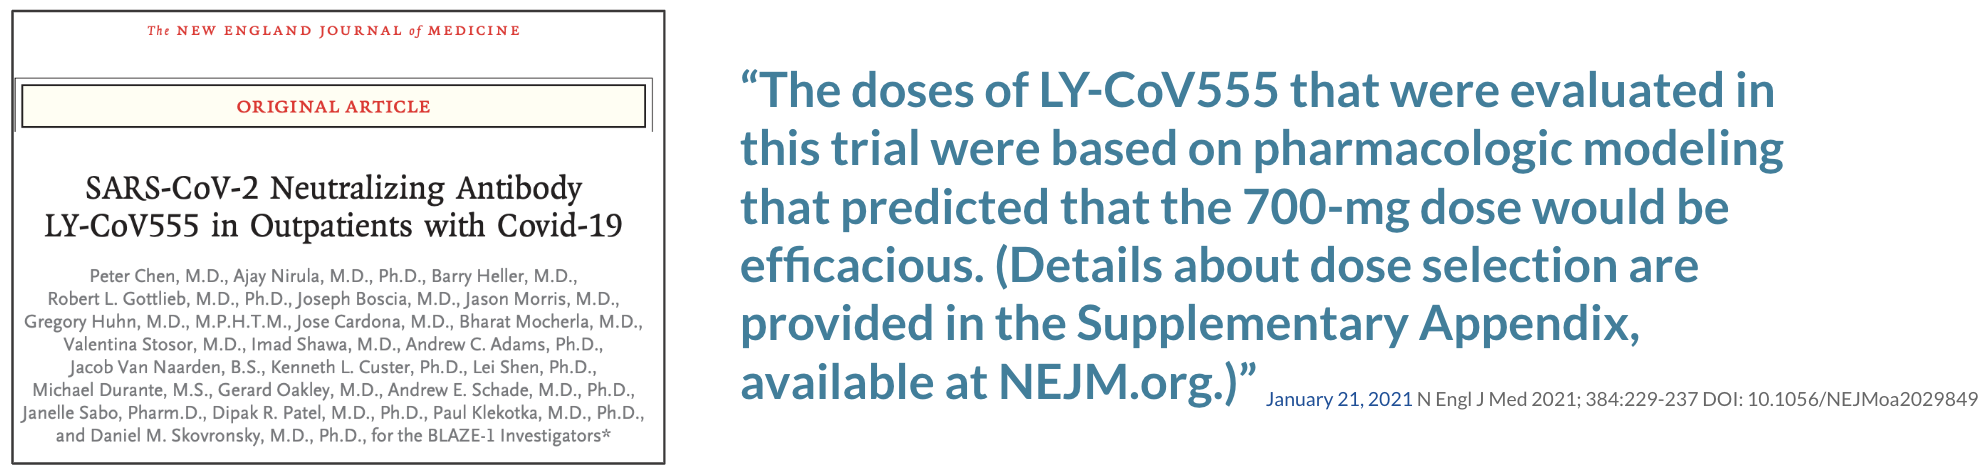 The NEW ENGLAND JOURNAL of MEDICINE
ORIGINAL ARTICLE
SARS-CoV-2 Neutralizing Antibody
LY-CoV555 in Outpatients with Covid-19
Peter Chen, M.D., Ajay Nirula, M.D., Ph.D., Barry Heller, M.D.,
Robert L. Gottlieb, M.D., Ph.D., Joseph Boscia, M.D., Jason Morris, M.D.,
Gregory Huhn, M.D., M.P.H.T.M., Jose Cardona, M.D., Bharat Mocherla, M.D.,
Valentina Stosor, M.D., Imad Shawa, M.D., Andrew C. Adams, Ph.D.,
Jacob Van Naarden, B.S., Kenneth L. Custer, Ph.D., Lei Shen, Ph.D.,
Michael Durante, M.S., Gerard Oakley, M.D., Andrew E. Schade, M.D., Ph.D.,
Janelle Sabo, Pharm.D., Dipak R. Patel, M.D., Ph.D., Paul Klekotka, M.D., Ph.D.,
and Daniel M. Skovronsky, M.D., Ph.D., for the BLAZE-1 Investigators*
“The doses of LY-CoV555 that were evaluated in
this trial were based on pharmacologic modeling
that predicted that the 700-mg dose would be
efficacious. (Details about dose selection are
provided in the Supplementary Appendix,
available at NEJM.org.)”
January 21, 2021 N Engl J Med 2021; 384:229-237 DOI: 10.1056/NEJMoa2029849